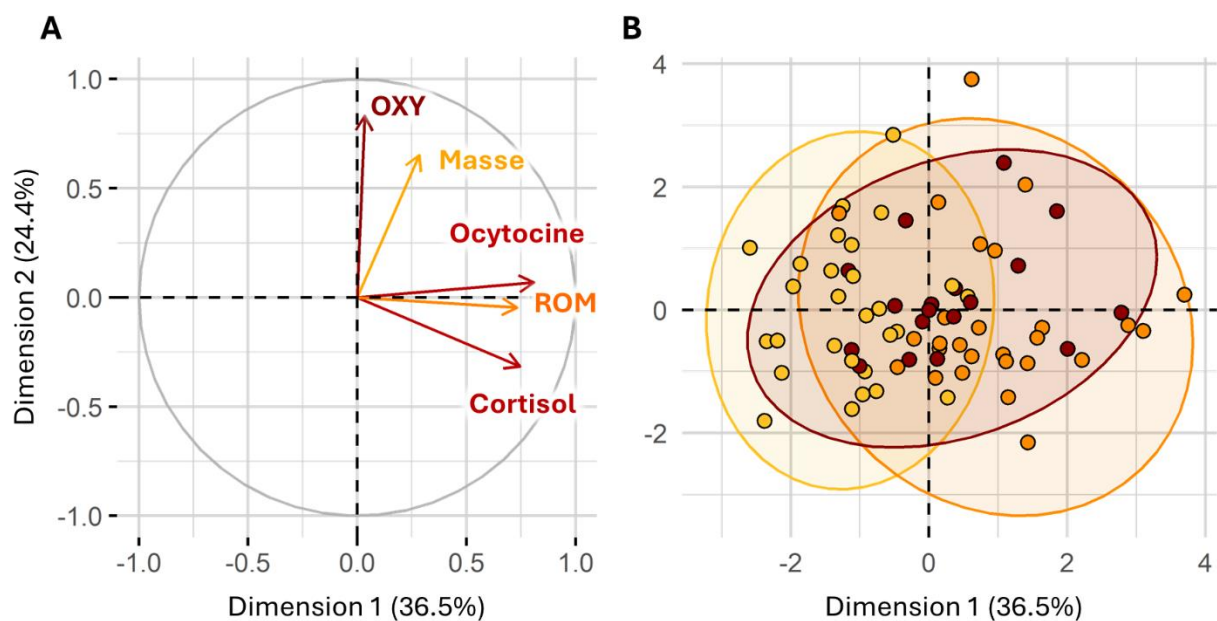 A
1.0
0.5
0.0
-0.5
-1.0
Dimension 2 (24.4%)
OXY
Masse
Ocytocine
ROM
Cortisol
-1.0 -0.5 0.0 0.5 1.0
Dimension 1 (36.5%)
B
4
2
0
-2
-2 0 2 4
Dimension 1 (36.5%)